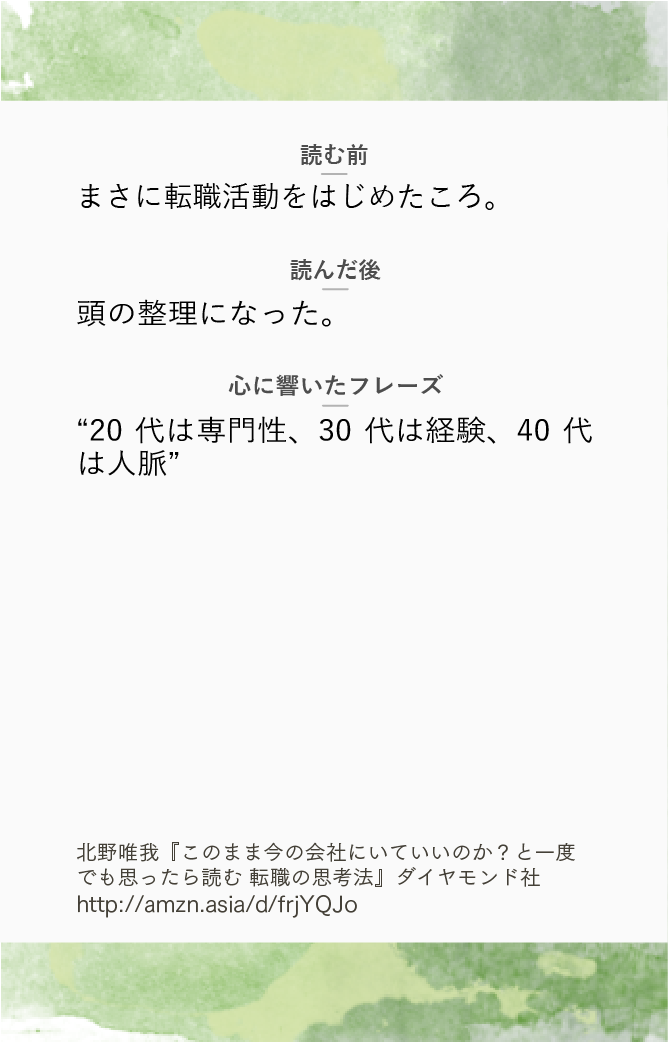 読む前
まさに転職活動をはじめたころ。
読んだ後
頭の整理になった。
心に響いたフレーズ
“20 代は専門性、30 代は経験、40 代
は人脈”
北野唯我『このまま今の会社にいていいのか？と一度
でも思ったら読む 転職の思考法』ダイヤモンド社
http://amzn.asia/d/frjYQJo